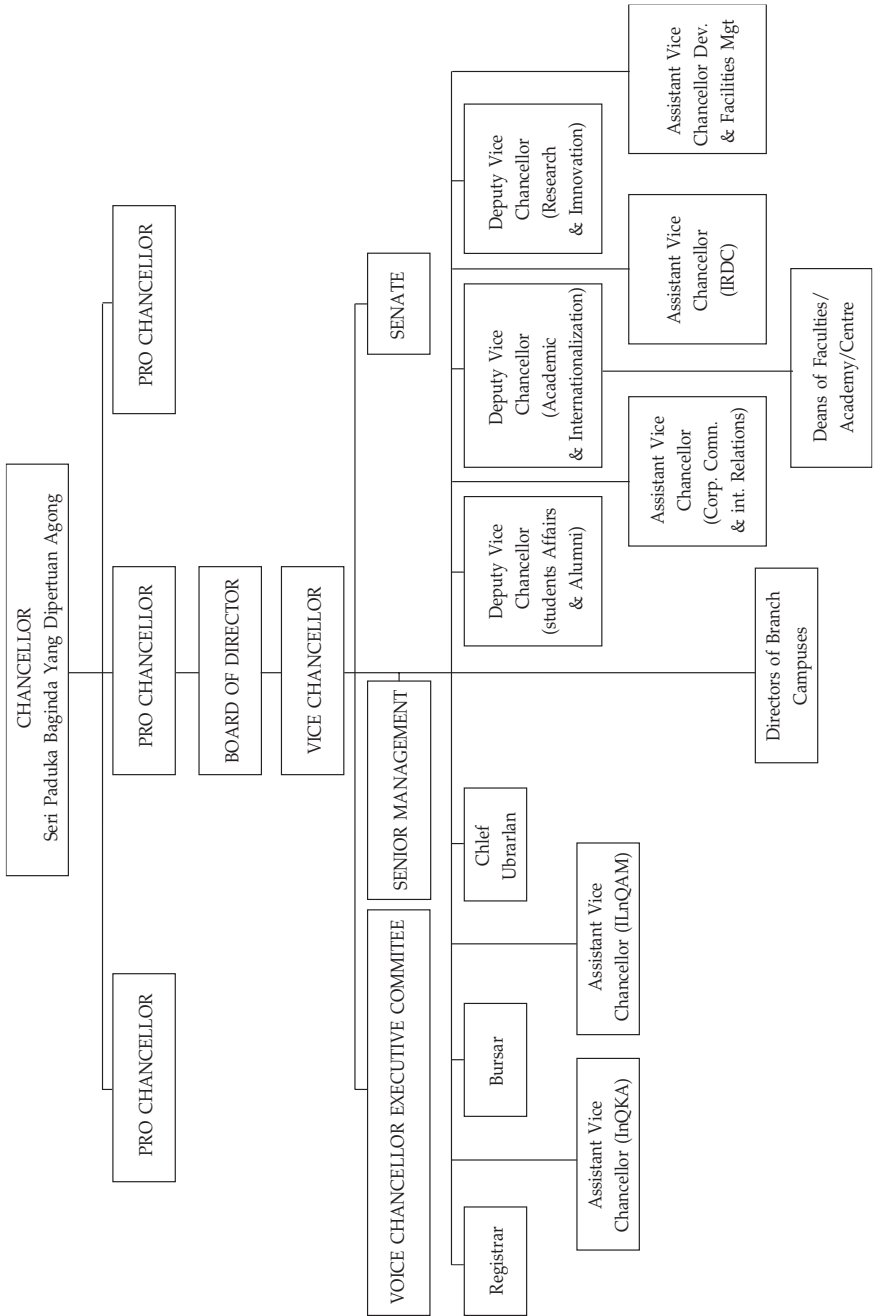 CHANCELLOR
Seri Paduka Baginda Yang Dipertuan Agong
PRO CHANCELLOR
PRO CHANCELLOR
PRO CHANCELLOR
BOARD OF DIRECTOR
VICE CHANCELLOR
VOICE CHANCELLOR EXECUTIVE COMMITEE
SENIOR MANAGEMENT
SENATE
Registrar
Bursar
Chlef
Ubrarlan
Deputy Vice
Chancellor
(students Affairs
& Alumni)
Deputy Vice
Chancellor
(Academic
& Internationalization)
Deputy Vice
Chancellor
(Research
& Imnovation)
Assistant Vice
Chancellor (InQKA)
Assistant Vice
Chancellor (ILnQAM)
Assistant Vice
Chancellor
(Corp. Comn.
& int. Relations)
Assistant Vice
Chancellor
(IRDC)
Assistant Vice
Chancellor Dev.
& Facilities Mgt
Directors of Branch
Campuses
Deans of Faculties/
Academy/Centre